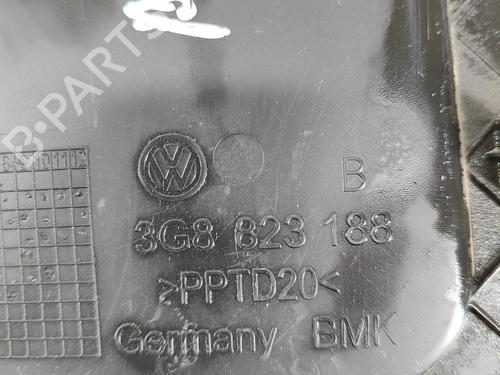 B-PARTS
B
3G8 823 188
>PPTD20<
Germany BMK